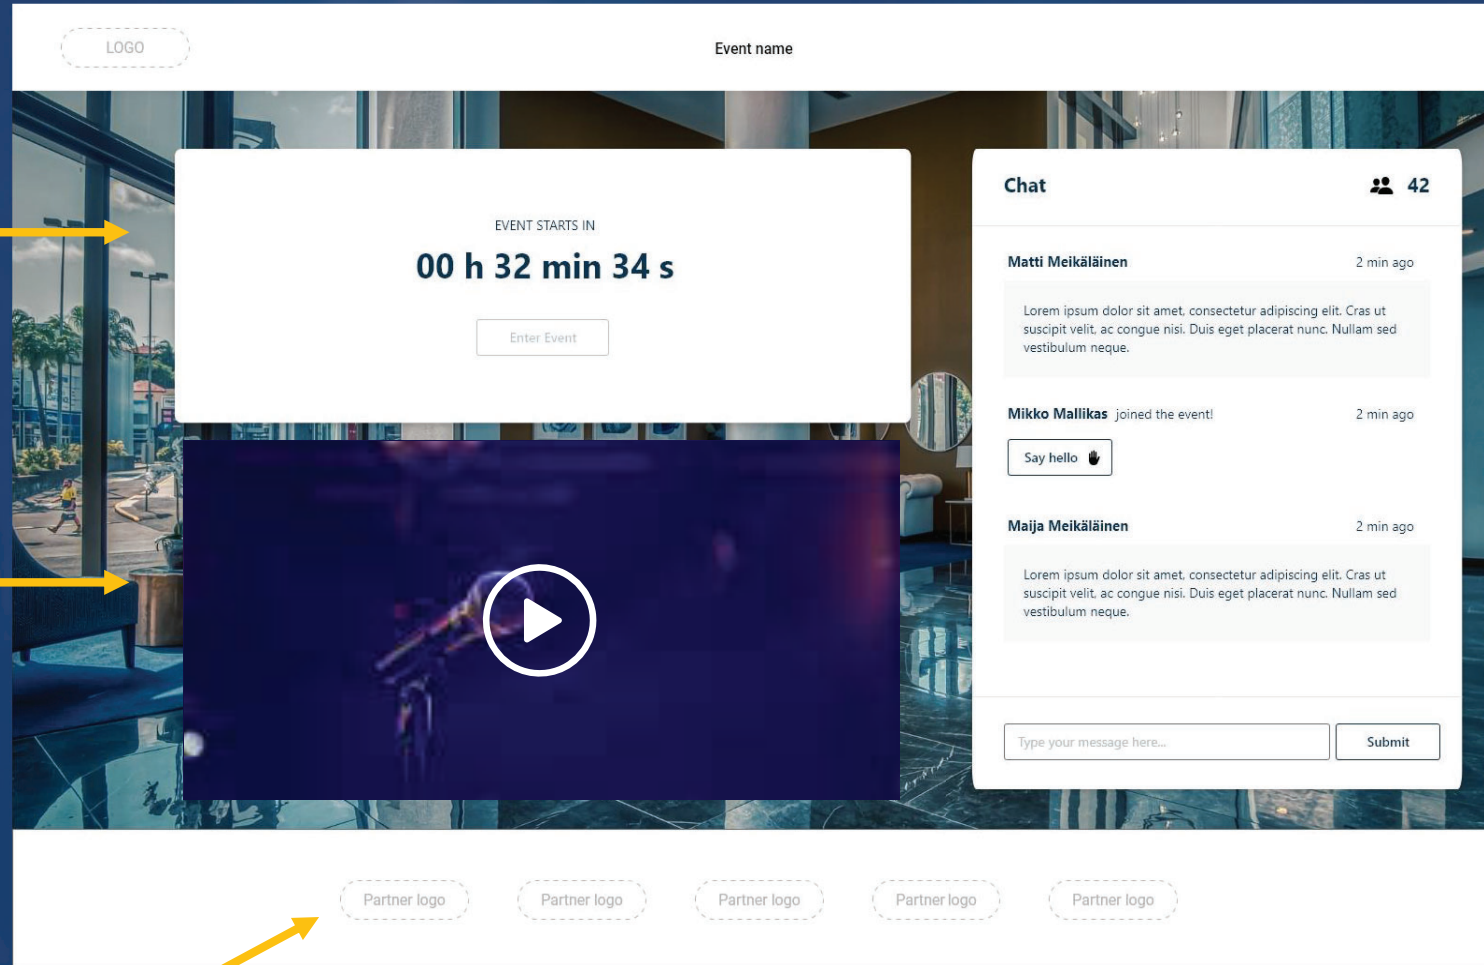 LOGO
Event name
EVENT STARTS IN
00 h 32 min 34 s
Enter Event
Chat
42
Matti Meikäläinen
2 min ago
Lorem ipsum dolor sit amet, consectetur adipiscing elit. Cras ut
suscipit velit, ac congue nisi. Duis eget placerat nunc. Nullam sed
vestibulum neque.
Mikko Mallikas joined the event!
2 min ago
Say hello
Maija Meikäläinen
2 min ago
Lorem ipsum dolor sit amet, consectetur adipiscing elit. Cras ut
suscipit velit, ac congue nisi. Duis eget placerat nunc. Nullam sed
vestibulum neque.
Type your message here...
Submit
Partner logo
Partner logo
Partner logo
Partner logo
Partner logo